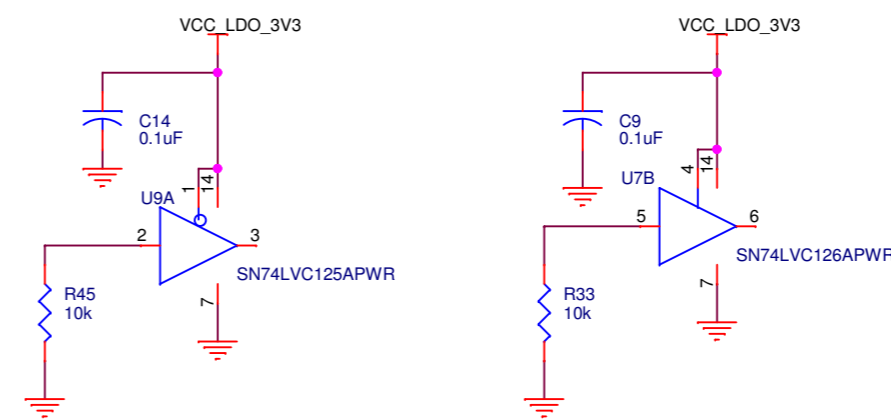 VCC_LDO_3V3
C14
0.1uF
1
14
U9A
2
3
SN74LVC125APWR
R45
10k
7
VCC_LDO_3V3
C9
0.1uF
4
14
U7B
5
6
SN74LVC126APWR
R33
10k
7